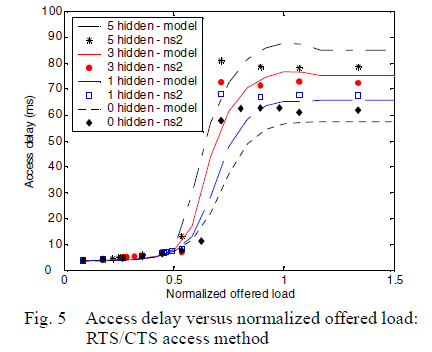 100
90
80
70
60
50
40
30
20
10
0
Access delay (ms)
5 hidden - model
5 hidden - ns2
3 hidden - model
3 hidden - ns2
1 hidden - model
1 hidden - ns2
0 hidden - model
0 hidden - ns2
0 0.5 1 1.5
Normalized offered load
Fig. 5 Access delay versus normalized offered load:
RTS/CTS access method